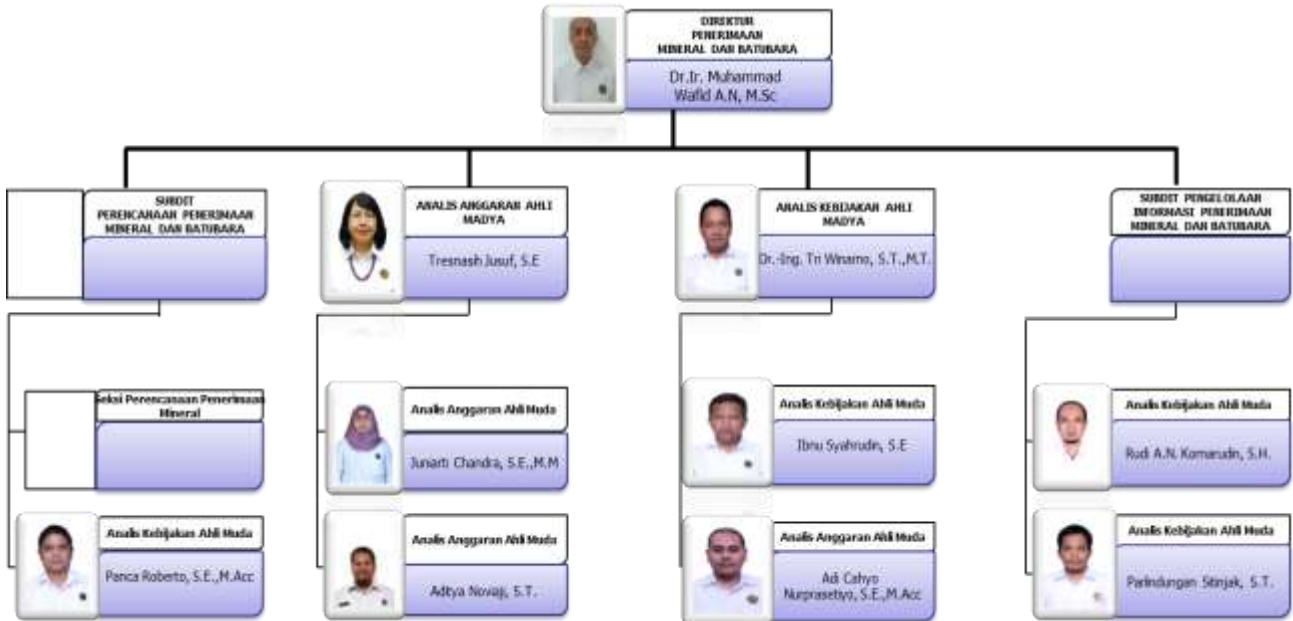 DIREKTUR
PENERIMAAN
MINERAL DAN BATUBARA
Dr.Ir. Muhammad
Wafid A.N, M.Sc
SUBDIT
PERENCANAAN PENERIMAAN
MINERAL DAN BATUBARA
ANALIS ANGGARAN AHLI
MADYA
Tresnash Jusuf, S.E
ANALIS KEBIJAKAN AHLI
MADYA
Dr.-Ing. Tri Winarno, S.T.,M.T.
SUBDIT PENGELOLAAN
INFORMASI PENERIMAAN
MINERAL DAN BATUBARA
Seksi Perencanaan Penerimaan
Mineral
Analis Anggaran Ahli Muda
Junarti Chandra, S.E.,M.M
Analis Kebijakan Ahli Muda
Ibnu Syahrudin, S.E
Analis Kebijakan Ahli Muda
Rudi A.N. Komarudin, S.H.
Analis Kebijakan Ahli Muda
Panca Roberto, S.E.,M.Acc
Analis Anggaran Ahli Muda
Aditya Noviaji, S.T.
Analis Anggaran Ahli Muda
Adi Cahyo
Nurprasetiyo, S.E.,M.Acc
Analis Kebijakan Ahli Muda
Parlindungan Sitinjak, S.T.